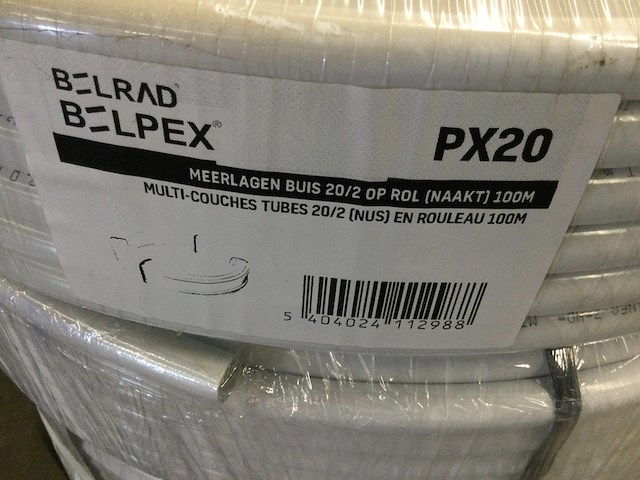 BELRAD
BELPEX®
PX20
MEERLAGEN BUIS 20/2 OP ROL (NAAKT) 100M
MULTI-COUCHES TUBES 20/2 (NUS) EN ROULEAU 100M
5 404024 112988